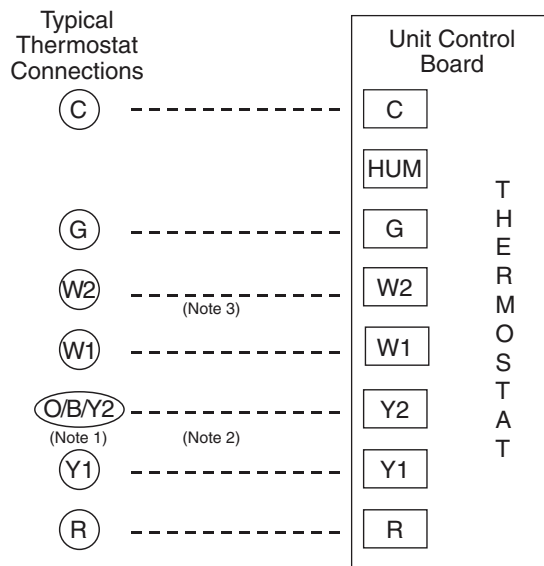 Typical
Thermostat
Connections
Unit Control
Board
C
C
HUM
G
G
W2
(Note 3)
W2
W1
W1
O/B/Y2
(Note 1)
(Note 2)
Y2
Y1
Y1
R
R
THERMOSTAT